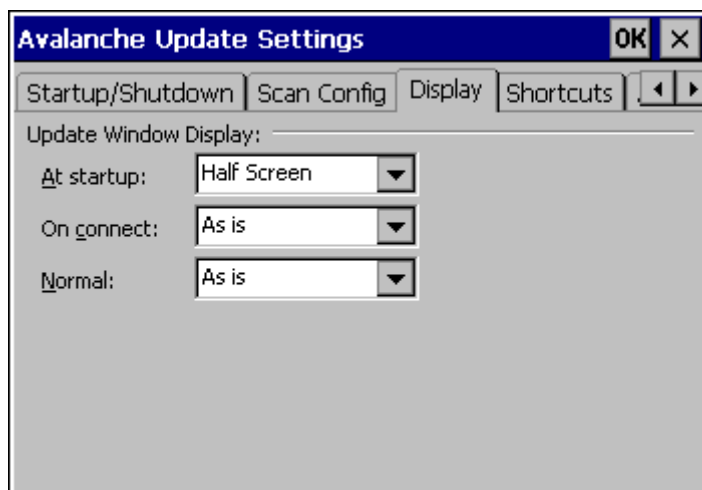 Avalanche Update Settings OK ×
Startup/Shutdown Scan Config Display Shortcuts
Update Window Display:
At startup: Half Screen
On connect: As is
Normal: As is